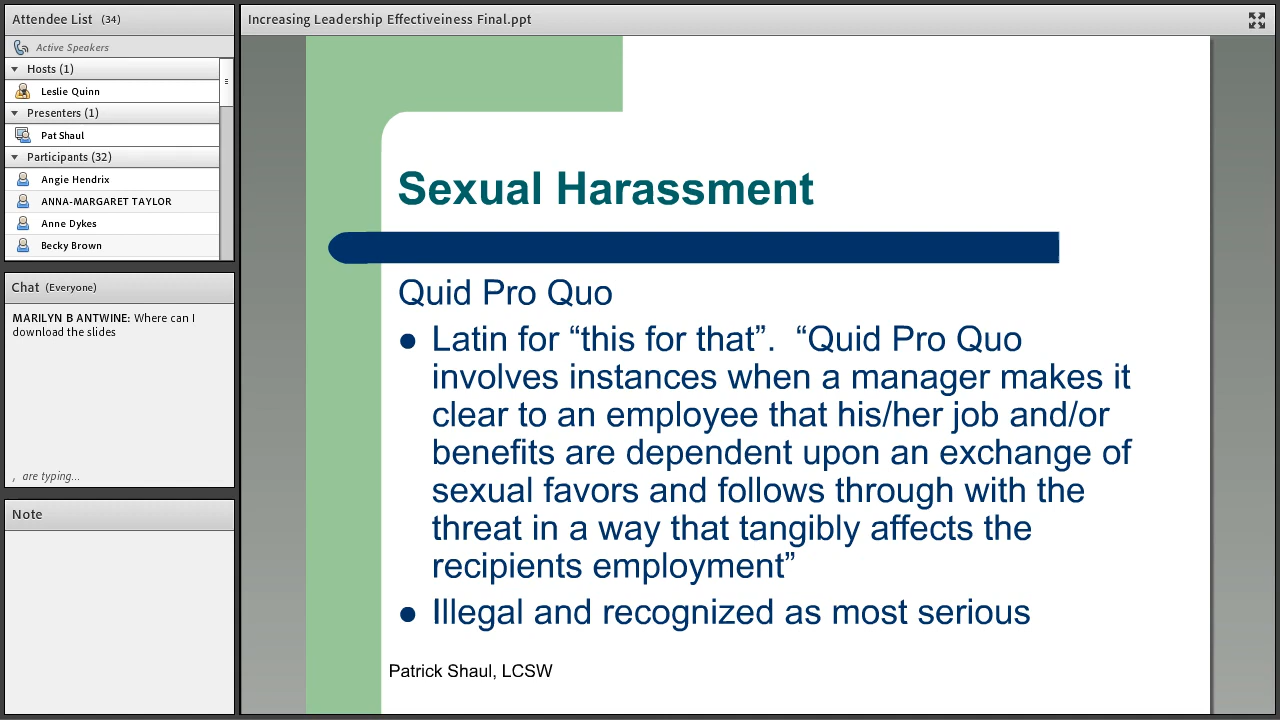 Attendee List (34)
Active Speakers
Hosts (1)
Leslie Quinn
Presenters (1)
Pat Shaul
Participants (32)
Angie Hendrix
ANNA-MARGARET TAYLOR
Anne Dykes
Becky Brown
Chat (Everyone)
MARILYN B ANTWINE: Where can I
download the slides
, are typing...
Note
Increasing Leadership Effectiveiness Final.ppt
Sexual Harassment
Quid Pro Quo
● Latin for “this for that”. “Quid Pro Quo
involves instances when a manager makes it
clear to an employee that his/her job and/or
benefits are dependent upon an exchange of
sexual favors and follows through with the
threat in a way that tangibly affects the
recipients employment”
● Illegal and recognized as most serious
Patrick Shaul, LCSW